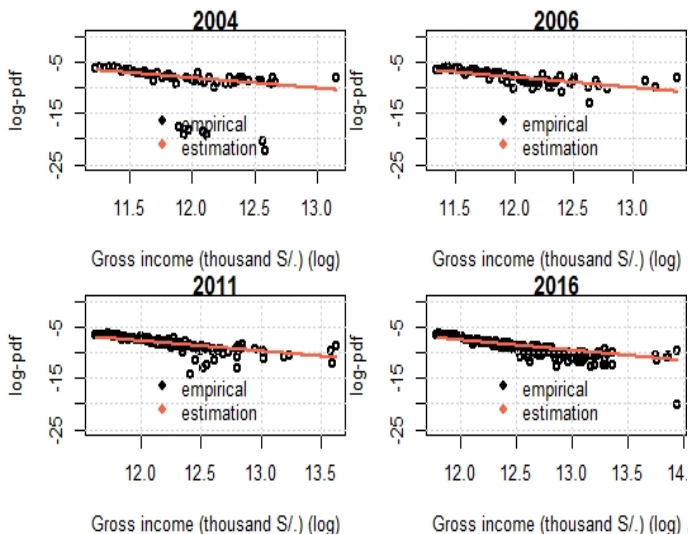 2004
log-pdf
-5
-15
-25
empirical
estimation
11.5 12.0 12.5 13.0
Gross income (thousand S/.) (log)
2006
log-pdf
-5
-15
-25
empirical
estimation
11.5 12.0 12.5 13.0
Gross income (thousand S/.) (log)
2011
log-pdf
-5
-15
-25
empirical
estimation
12.0 12.5 13.0 13.5
Gross income (thousand S/.) (log)
2016
log-pdf
-5
-15
-25
empirical
estimation
12.0 12.5 13.0 13.5 14.
Gross income (thousand S/.) (log)